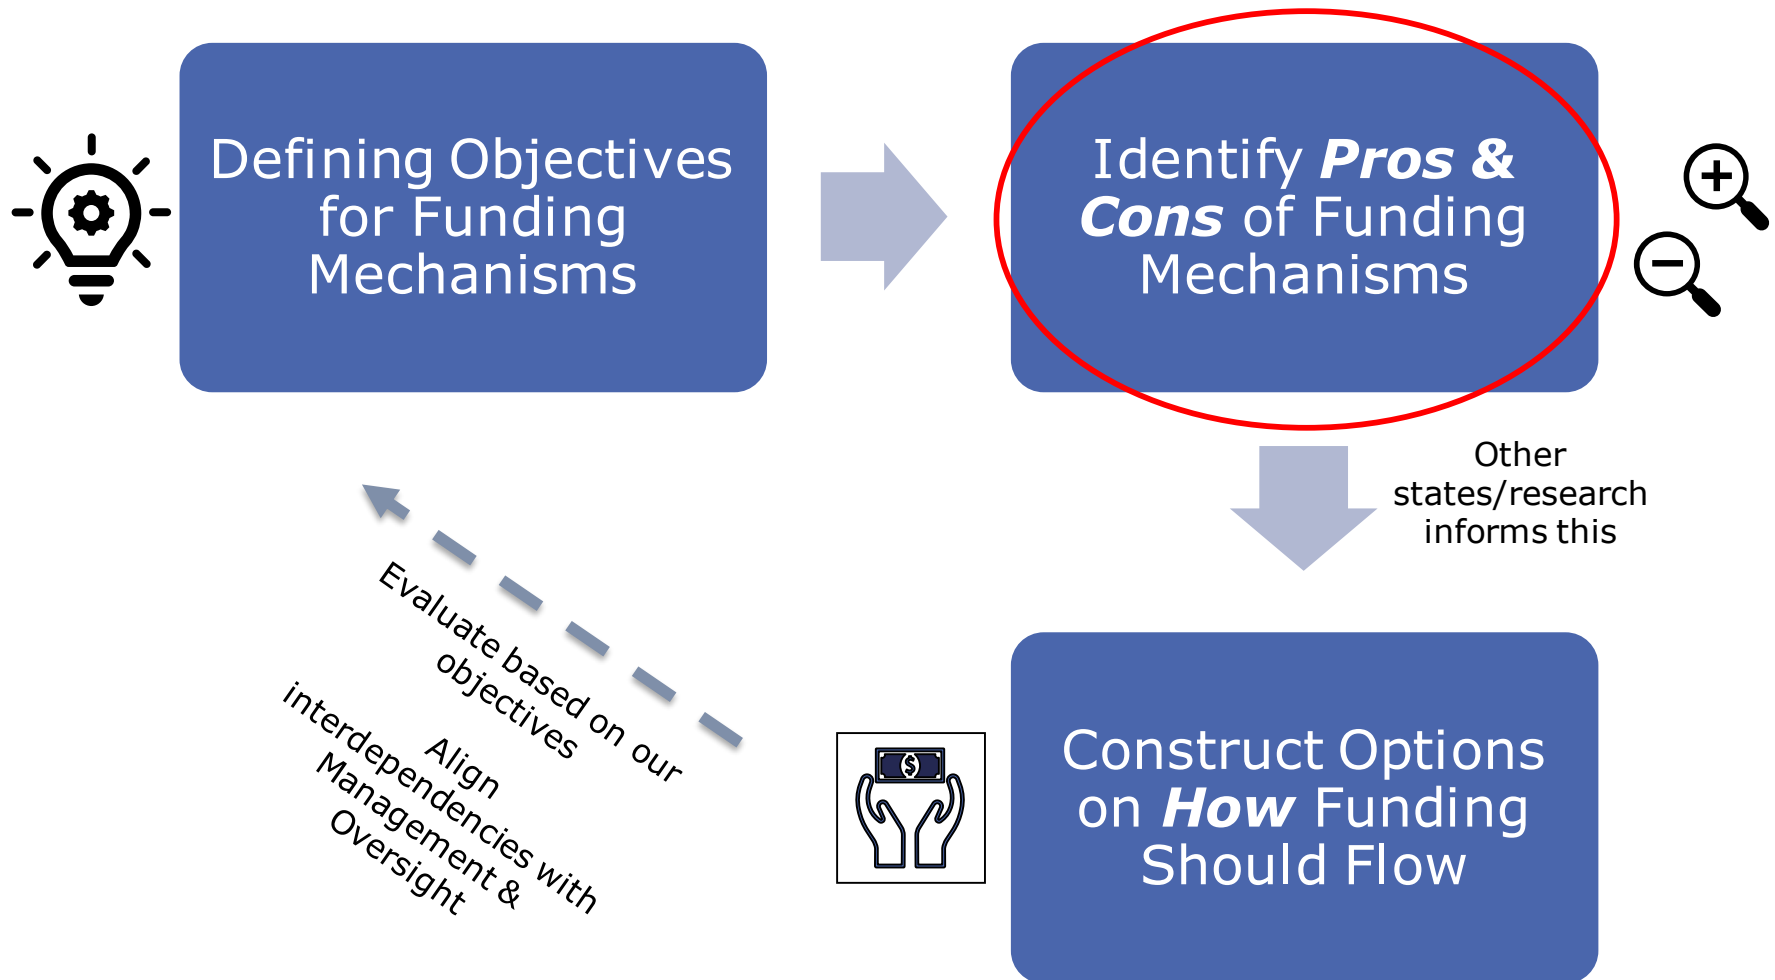 Defining Objectives
for Funding
Mechanisms
Identify Pros &
Cons of Funding
Mechanisms
Other
states/research
informs this
Evaluate based on our
objectives
Align
interdependencies with
Management &
Oversight
$
Construct Options
on How Funding
Should Flow